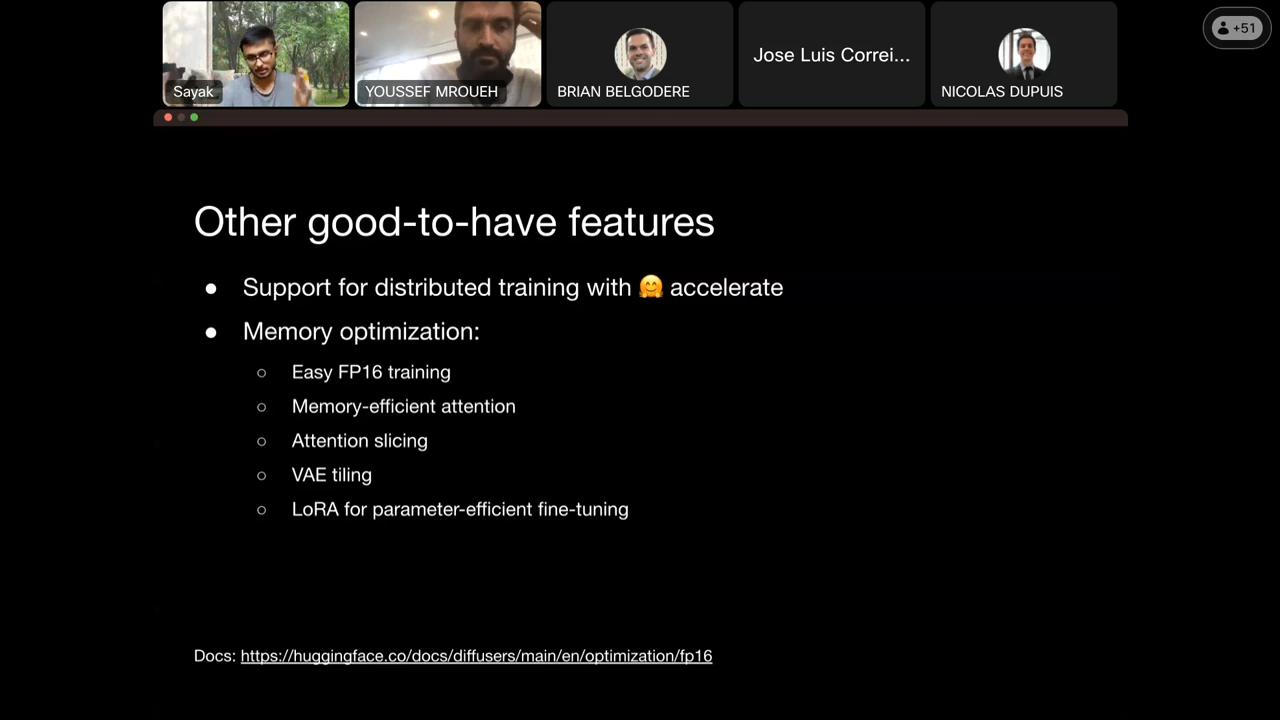 Sayak
YOUSSEF MROUEH
BRIAN BELGODERE
Jose Luis Correi...
NICOLAS DUPUIS
+51
Other good-to-have features
● Support for distributed training with 🤗 accelerate
● Memory optimization:
○ Easy FP16 training
○ Memory-efficient attention
○ Attention slicing
○ VAE tiling
○ LoRA for parameter-efficient fine-tuning
Docs: https://huggingface.co/docs/diffusers/main/en/optimization/fp16